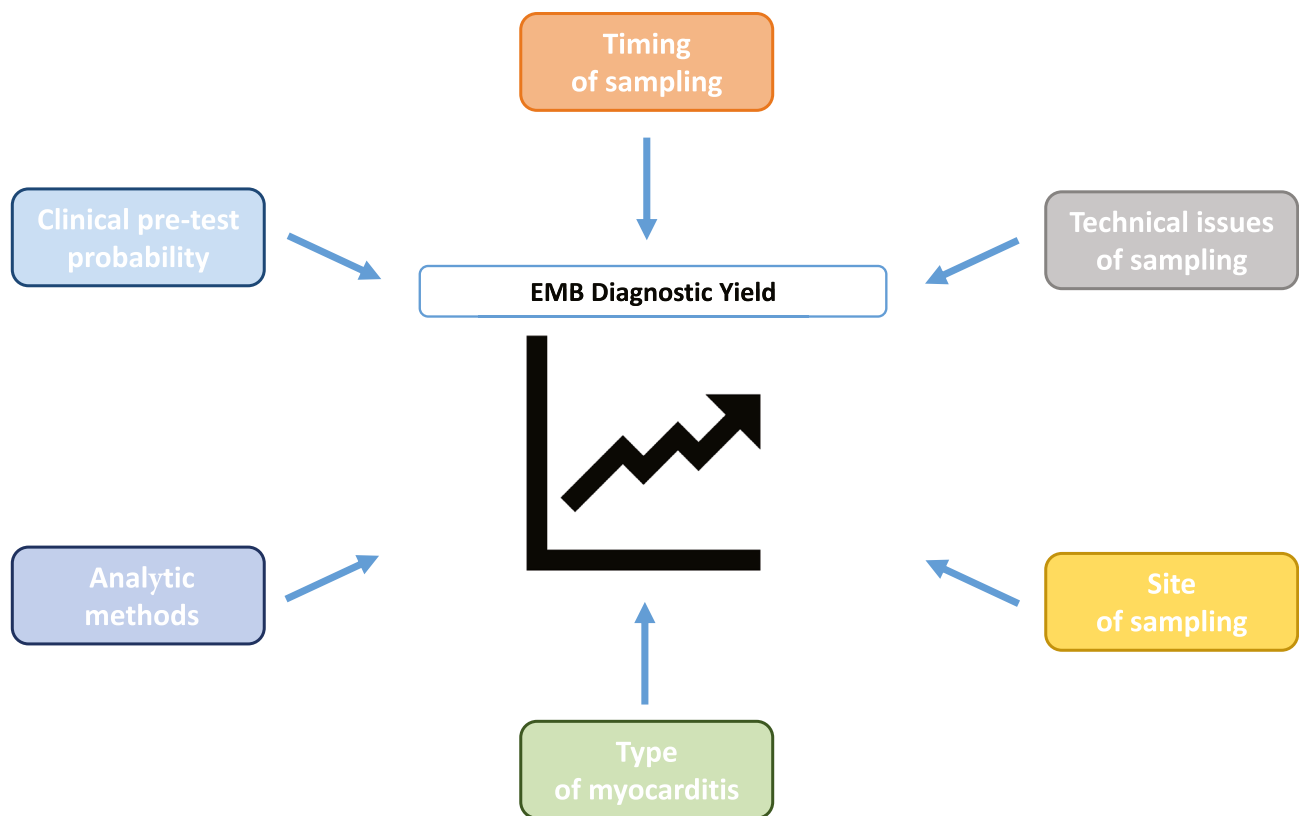 Timing
of sampling
Clinical pre-test
probability
Technical issues
of sampling
EMB Diagnostic Yield
Analytic
methods
Site
of sampling
Type
of myocarditis